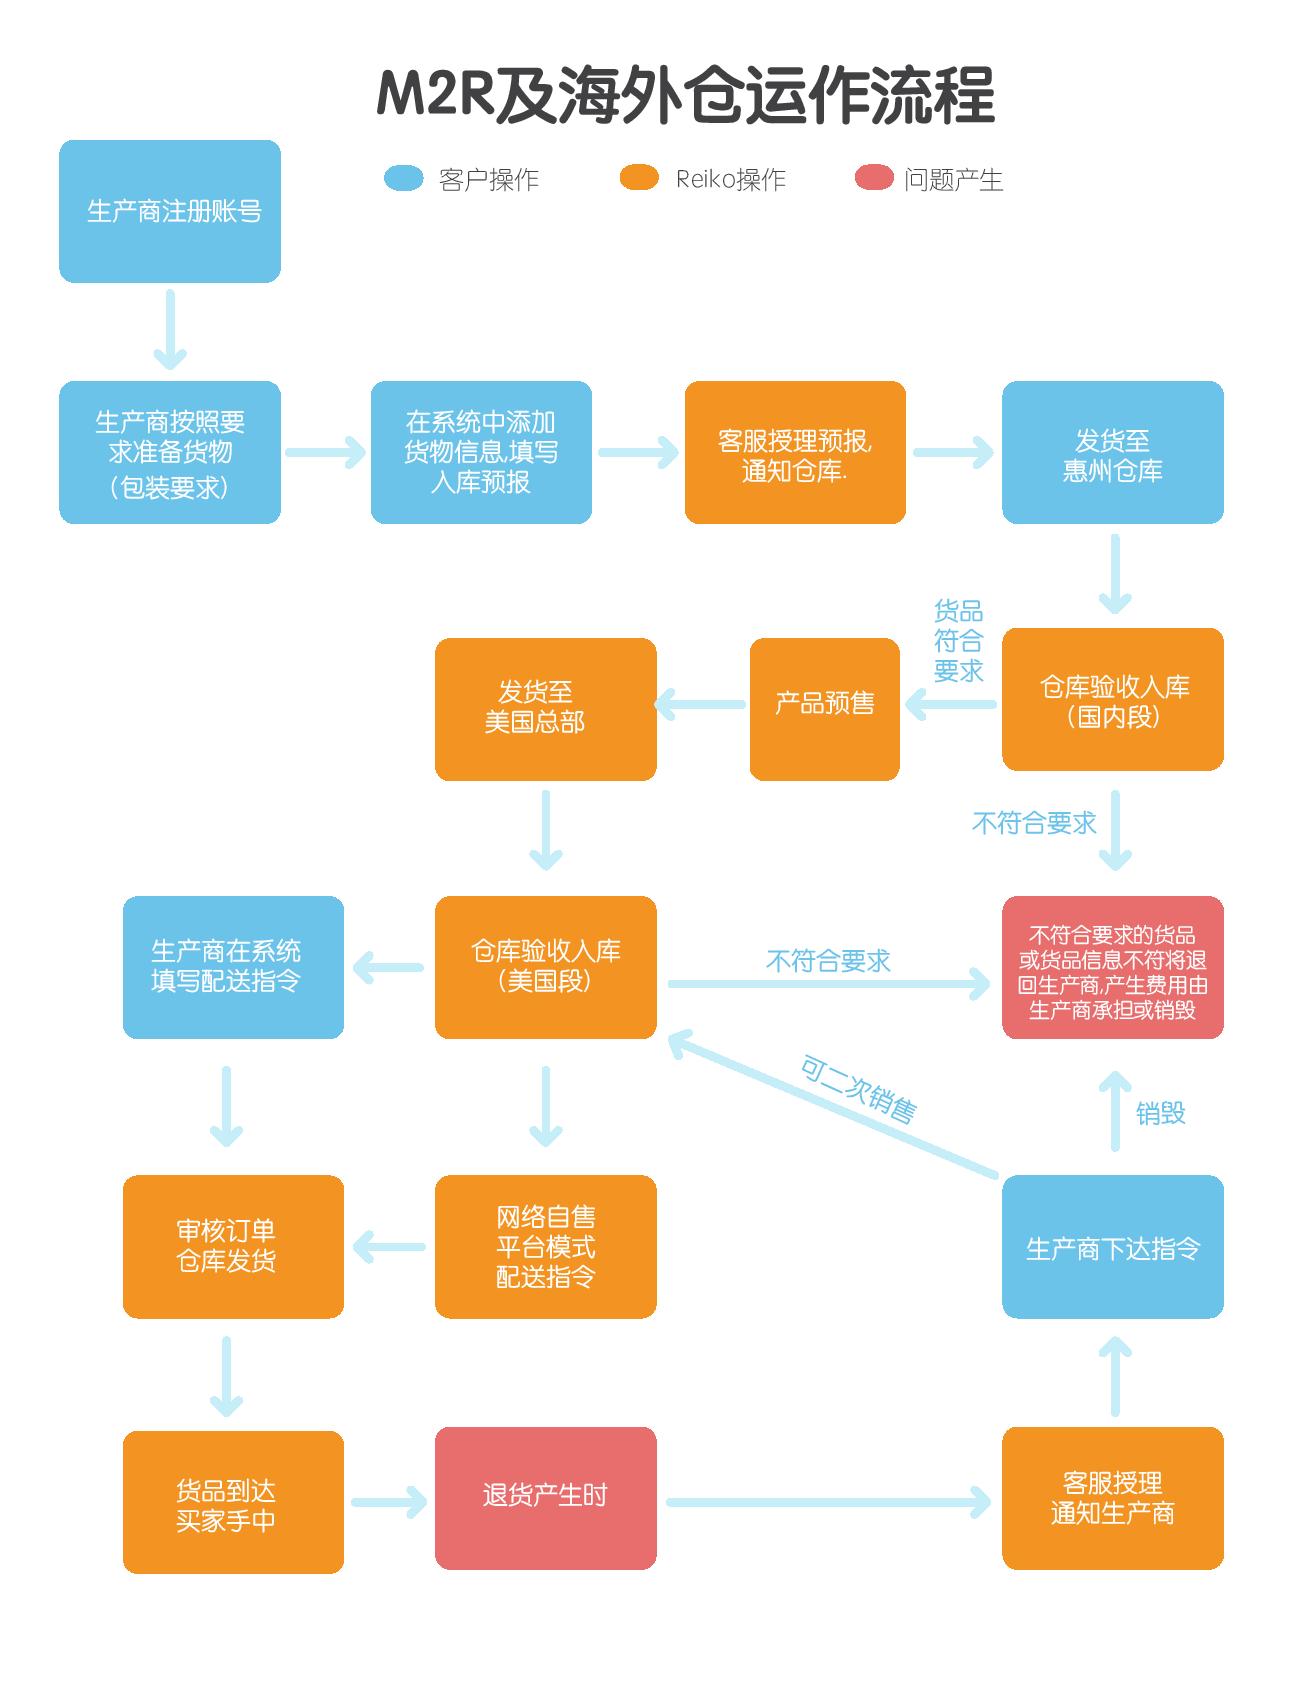 M2R及海外仓运作流程
客户操作
Reiko操作
问题产生
生产商注册账号
生产商按照要
求准备货物
（包装要求）
在系统中添加
货物信息,填写
入库预报
客服授理预报,
通知仓库.
发货至
惠州仓库
货品
符合
要求
发货至
美国总部
产品预售
仓库验收入库
（国内段）
不符合要求
生产商在系统
填写配送指令
仓库验收入库
（美国段）
不符合要求
不符合要求的货品
或货品信息不符将退
回生产商,产生费用由
生产商承担或销毁
可二次销售
销毁
审核订单
仓库发货
网络自售
平台模式
配送指令
生产商下达指令
货品到达
买家手中
退货产生时
客服授理
通知生产商